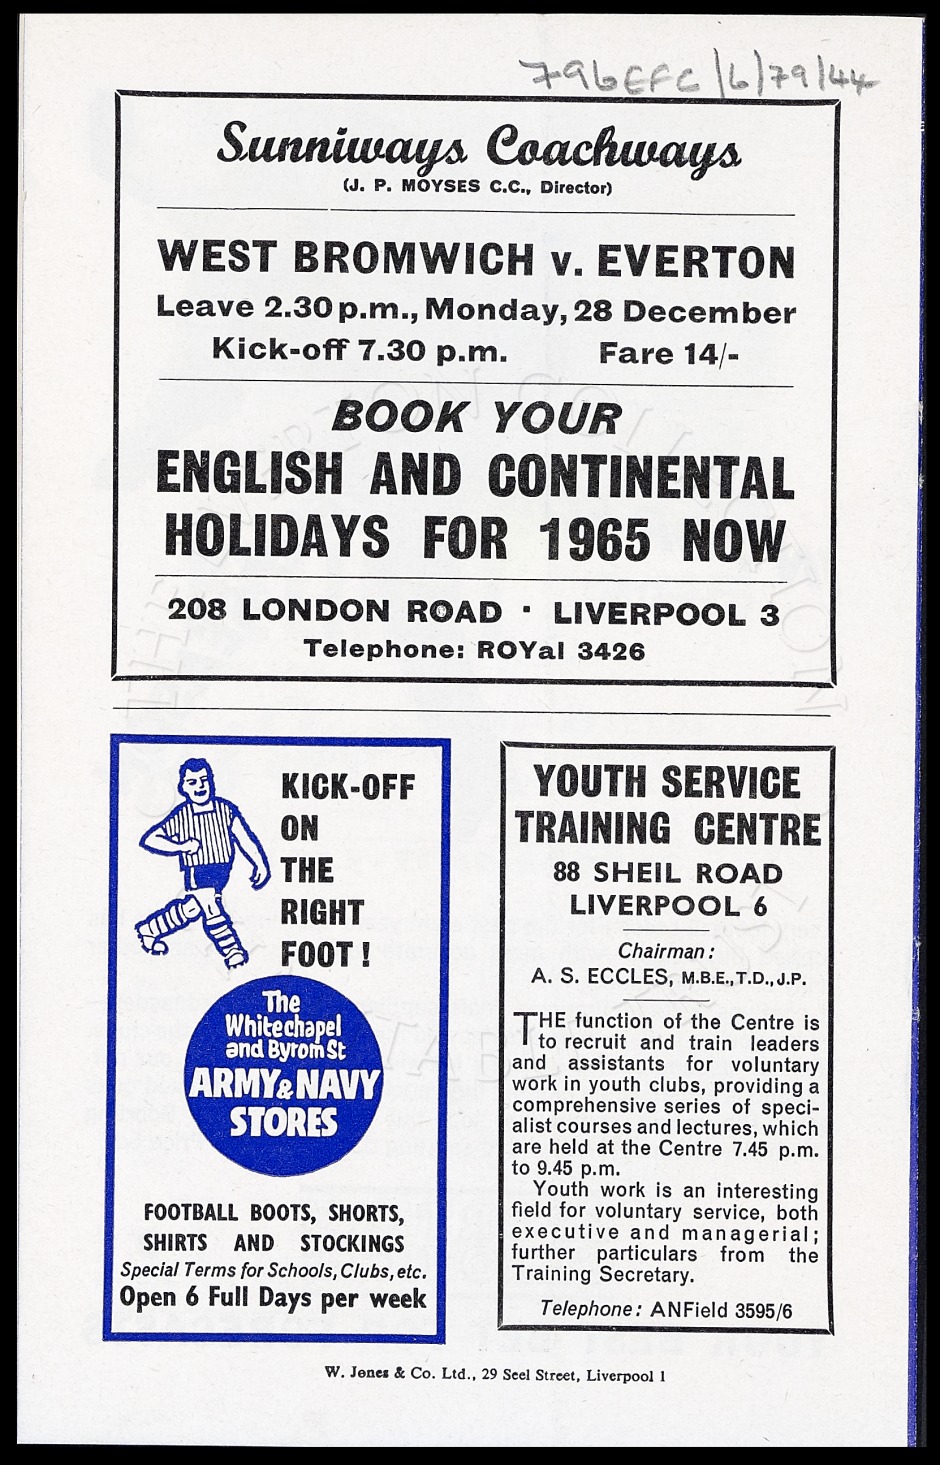 796EFC/6/79/44
Sunniways Coachways
(J. P. MOYSES C.C., Director)
WEST BROMWICH v. EVERTON
Leave 2.30 p.m., Monday, 28 December
Kick-off 7.30 p.m. Fare 14/-
BOOK YOUR
ENGLISH AND CONTINENTAL
HOLIDAYS FOR 1965 NOW
208 LONDON ROAD · LIVERPOOL 3
Telephone: ROYal 3426
KICK-OFF
ON
THE
RIGHT
FOOT !
The
Whitechapel
and Byrom St
ARMY & NAVY
STORES
FOOTBALL BOOTS, SHORTS,
SHIRTS AND STOCKINGS
Special Terms for Schools, Clubs, etc.
Open 6 Full Days per week
YOUTH SERVICE
TRAINING CENTRE
88 SHEIL ROAD
LIVERPOOL 6
Chairman :
A. S. ECCLES, M.B.E., T.D., J.P.
THE function of the Centre is
to recruit and train leaders
and assistants for voluntary
work in youth clubs, providing a
comprehensive series of speci-
alist courses and lectures, which
are held at the Centre 7.45 p.m.
to 9.45 p.m.
Youth work is an interesting
field for voluntary service, both
executive and managerial;
further particulars from the
Training Secretary.
Telephone : ANField 3595/6
W. Jones & Co. Ltd., 29 Seel Street, Liverpool 1